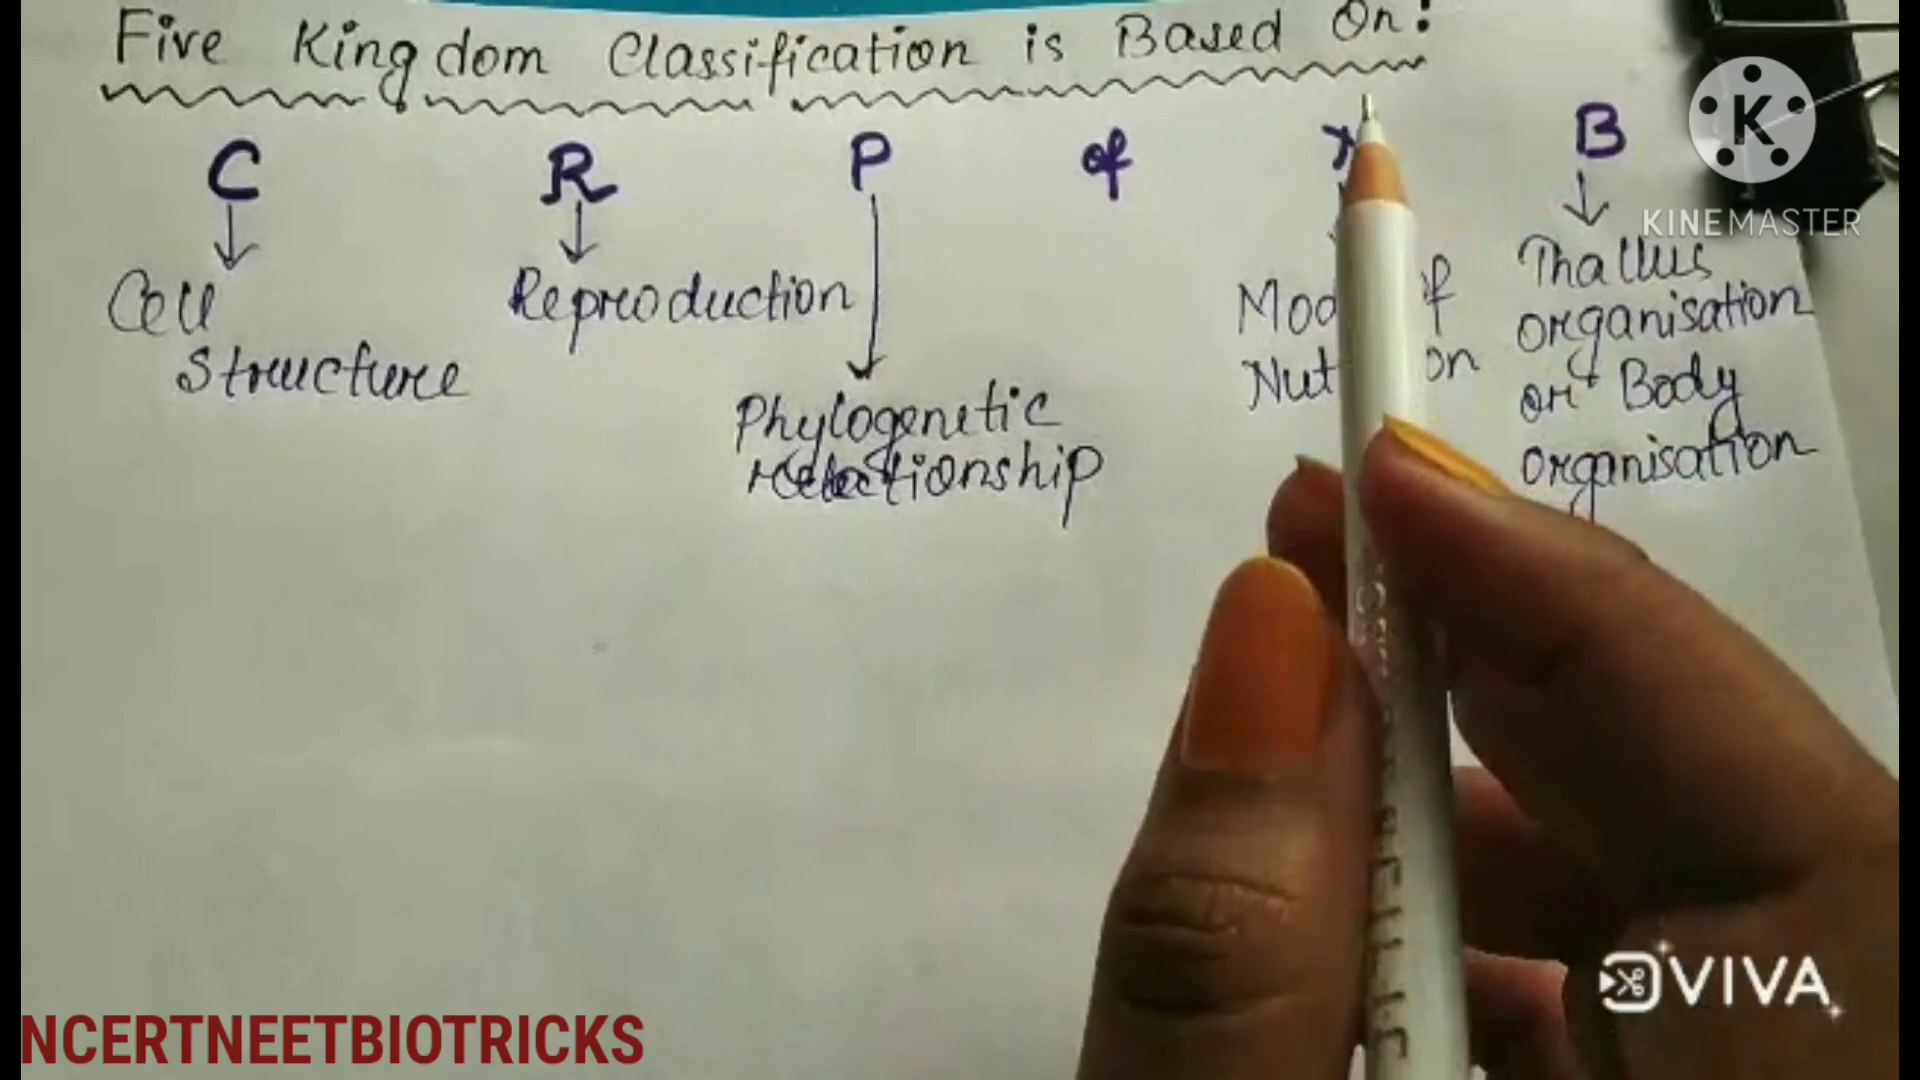 Five Kingdom Classification is Based On:
C R P of B
Cell
Structure
Reproduction
Phylogenetic
relationship
of
Thallus
organisation
or Body
organisation
K
KINEMASTER
VIVA
NCERTNEETBIOTRICKS